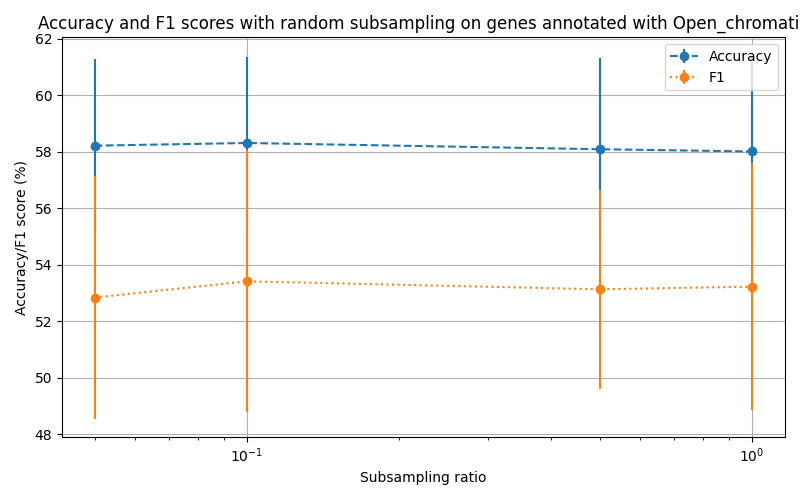 Accuracy and F1 scores with random subsampling on genes annotated with Open_chromati
62
60
58
56
54
52
50
48
Accuracy/F1 score (%)
Accuracy
F1
10⁻¹
10⁰
Subsampling ratio